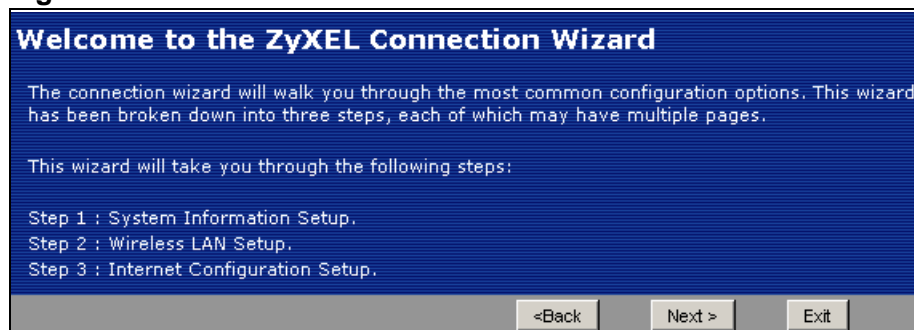 Welcome to the ZyXEL Connection Wizard
The connection wizard will walk you through the most common configuration options. This wizard
has been broken down into three steps, each of which may have multiple pages.
This wizard will take you through the following steps:
Step 1 : System Information Setup.
Step 2 : Wireless LAN Setup.
Step 3 : Internet Configuration Setup.
<Back Next > Exit